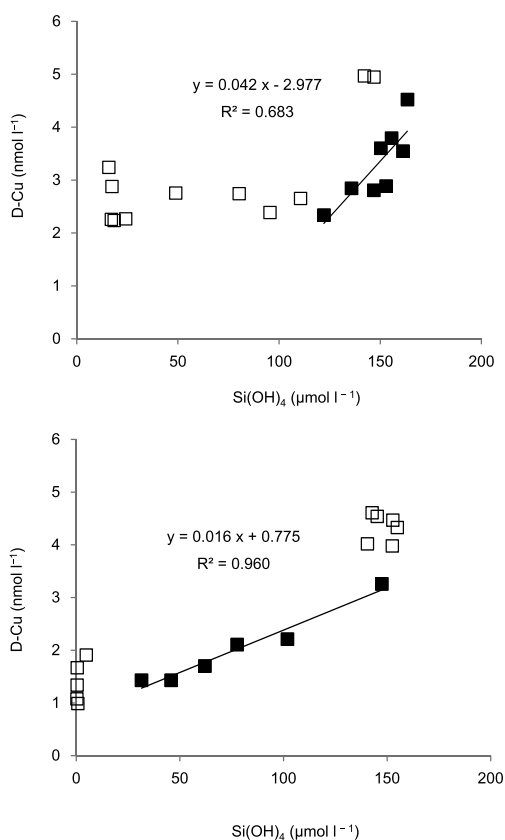 6
5
y = 0.042 x - 2.977
R² = 0.683
4
D-Cu (nmol l⁻¹)
3
2
1
0
0 50 100 150 200
Si(OH)₄ (µmol l⁻¹)
6
5
y = 0.016 x + 0.775
R² = 0.960
4
D-Cu (nmol l⁻¹)
3
2
1
0
0 50 100 150 200
Si(OH)₄ (µmol l⁻¹)